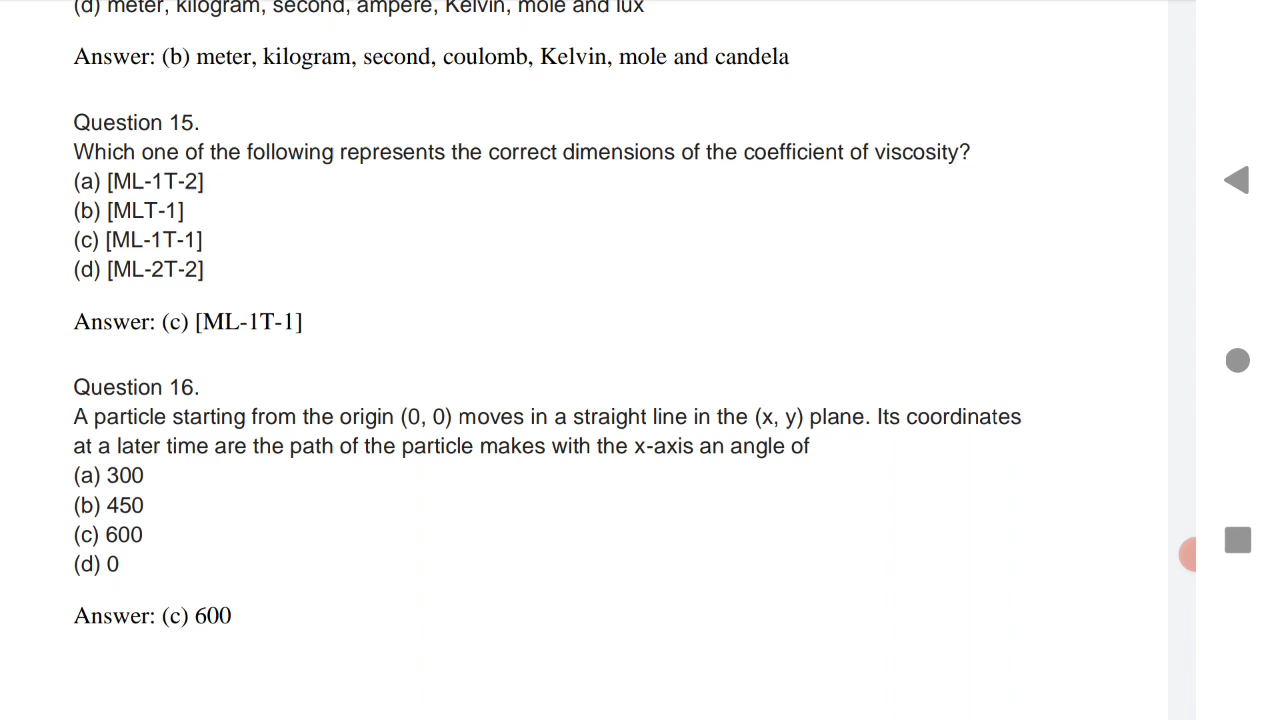 (d) meter, kilogram, second, ampere, Kelvin, mole and lux
Answer: (b) meter, kilogram, second, coulomb, Kelvin, mole and candela
Question 15.
Which one of the following represents the correct dimensions of the coefficient of viscosity?
(a) [ML-1T-2]
(b) [MLT-1]
(c) [ML-1T-1]
(d) [ML-2T-2]
Answer: (c) [ML-1T-1]
Question 16.
A particle starting from the origin (0, 0) moves in a straight line in the (x, y) plane. Its coordinates
at a later time are the path of the particle makes with the x-axis an angle of
(a) 300
(b) 450
(c) 600
(d) 0
Answer: (c) 600